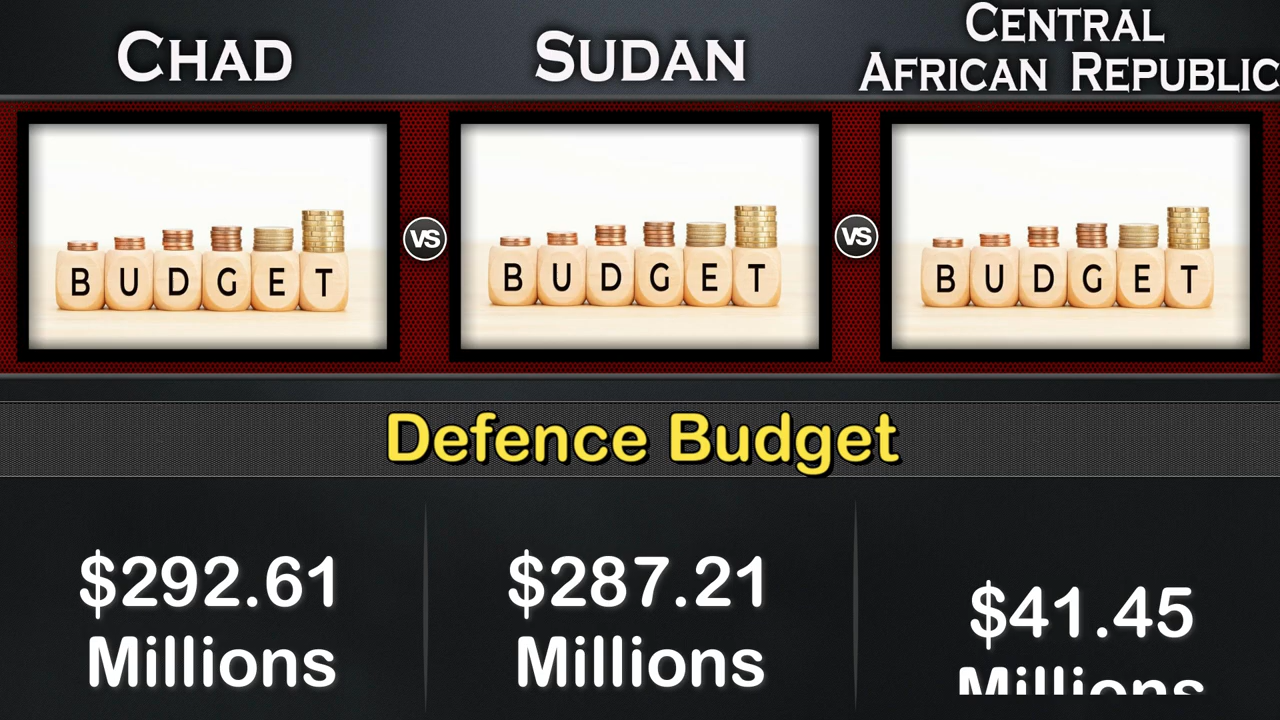 CHAD
SUDAN
CENTRAL
AFRICAN REPUBLIC
BUDGET
VS
BUDGET
VS
BUDGET
Defence Budget
$292.61
Millions
$287.21
Millions
$41.45
Millions